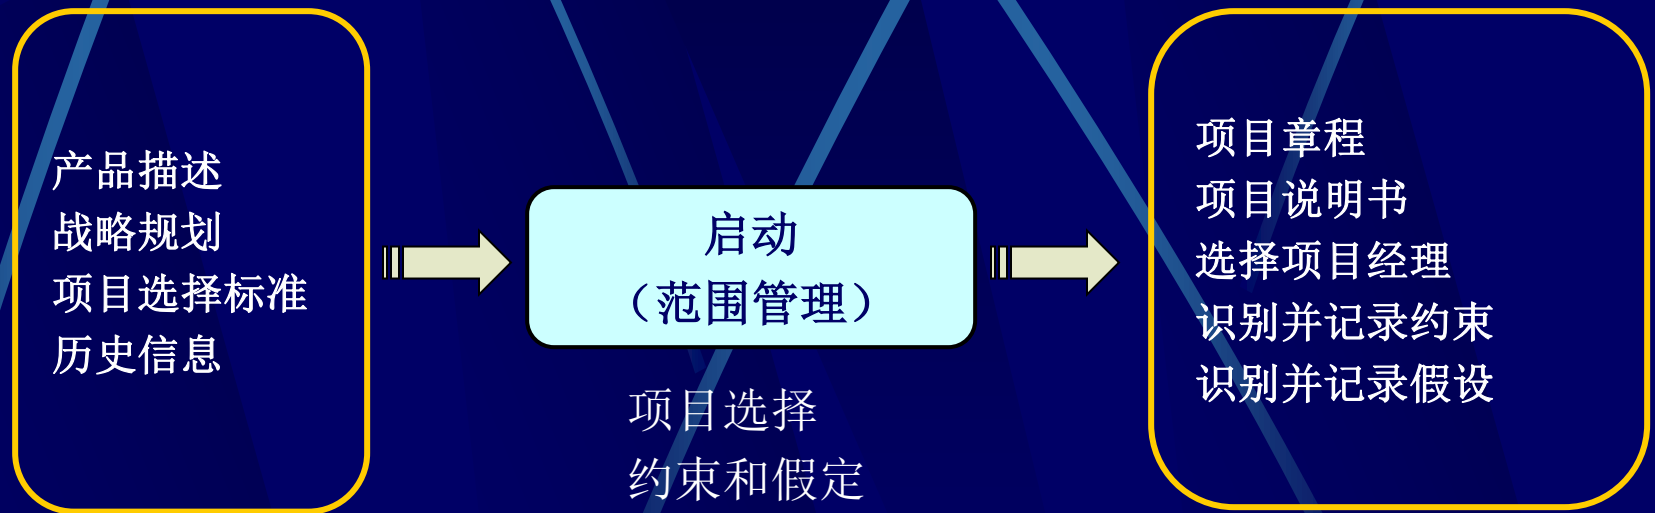 产品描述
战略规划
项目选择标准
历史信息
启动
（范围管理）
项目选择
约束和假定
项目章程
项目说明书
选择项目经理
识别并记录约束
识别并记录假设